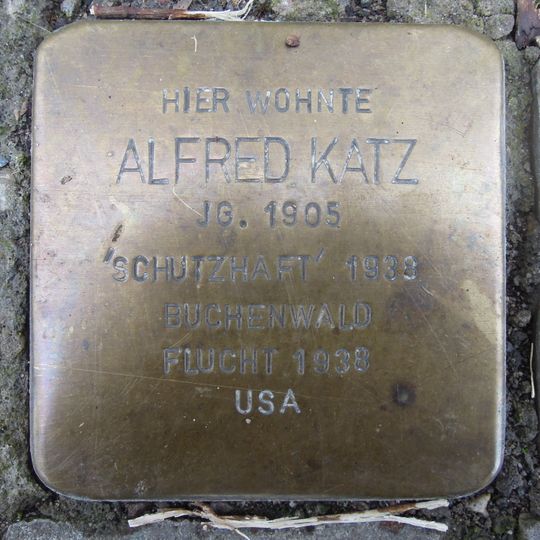 HIER WOHNTE
ALFRED KATZ
JG. 1905
'SCHUTZHAFT' 1938
BUCHENWALD
FLUCHT 1938
USA